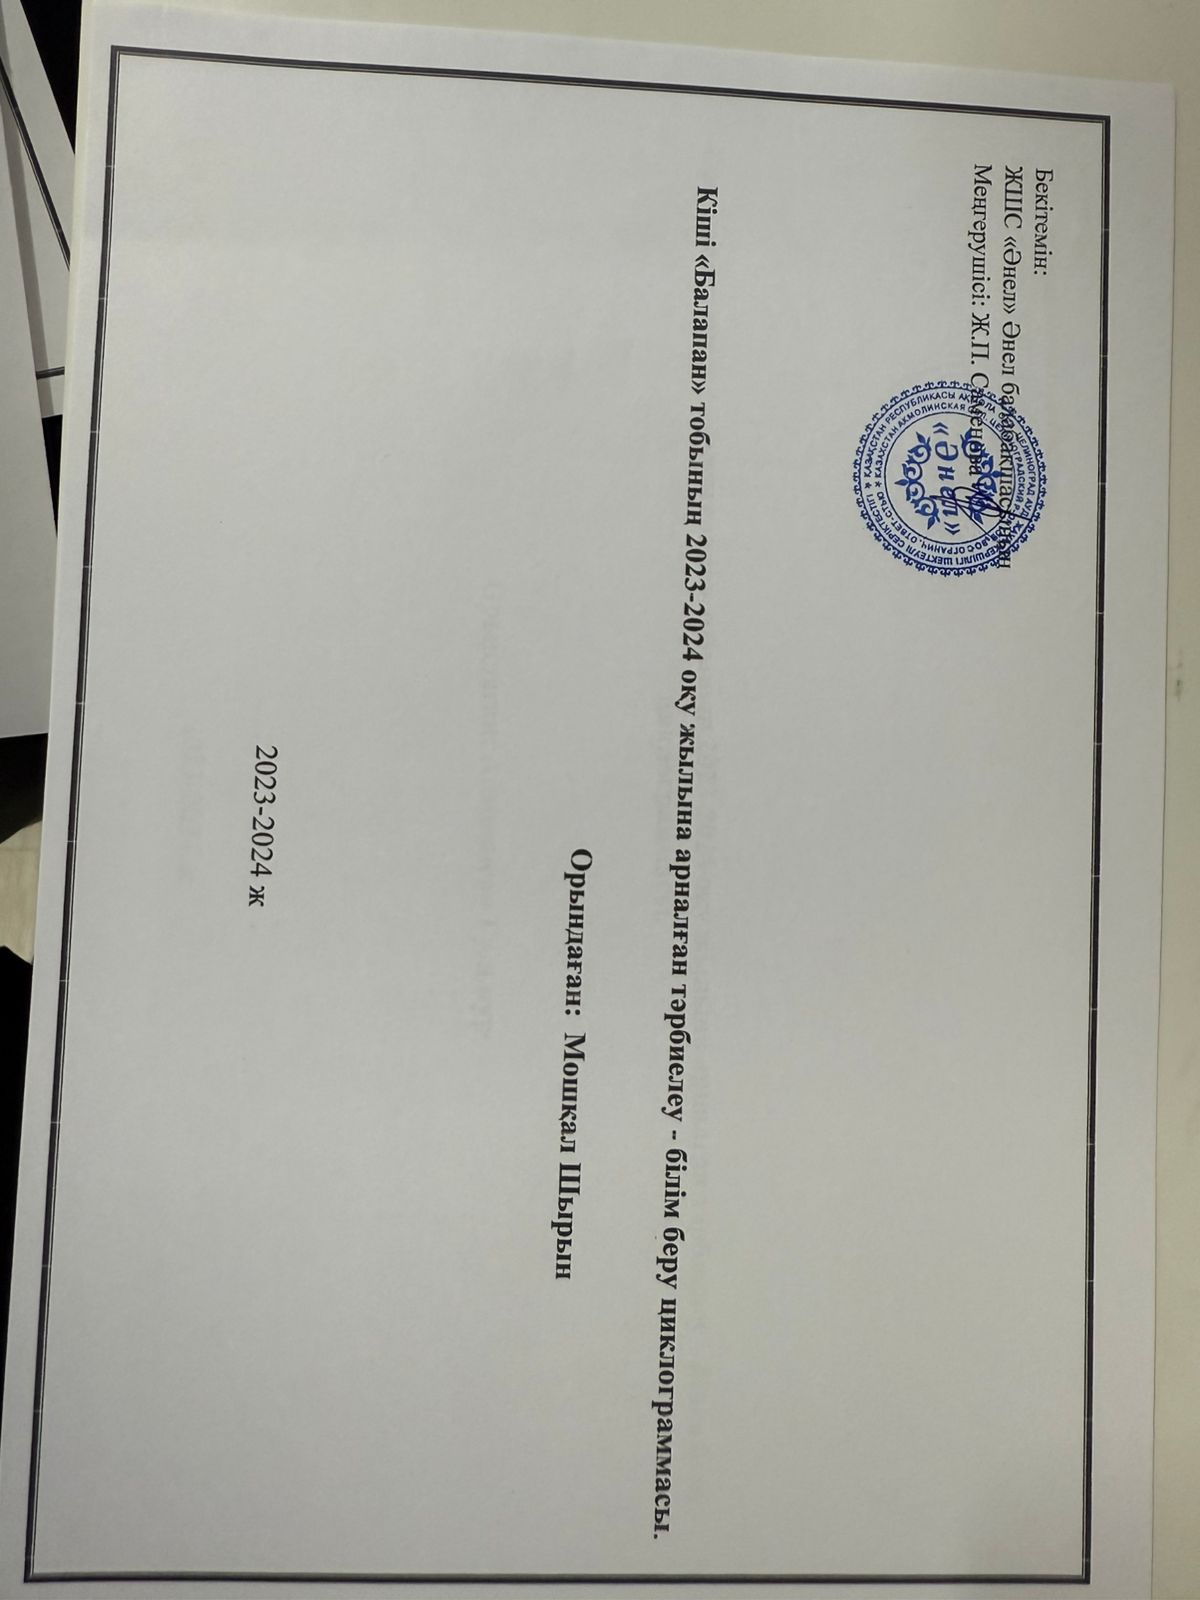 Бекітемін:
ЖШС «Әнел» Әнел балабақшасының
Меңгерушісі: Ж.П.
«Әнел»
Кіші «Балапан» тобының 2023-2024 оқу жылына арналған тәрбиелеу - білім беру циклограммасы.
Орындаған: Мошқал Шырын
2023-2024 ж